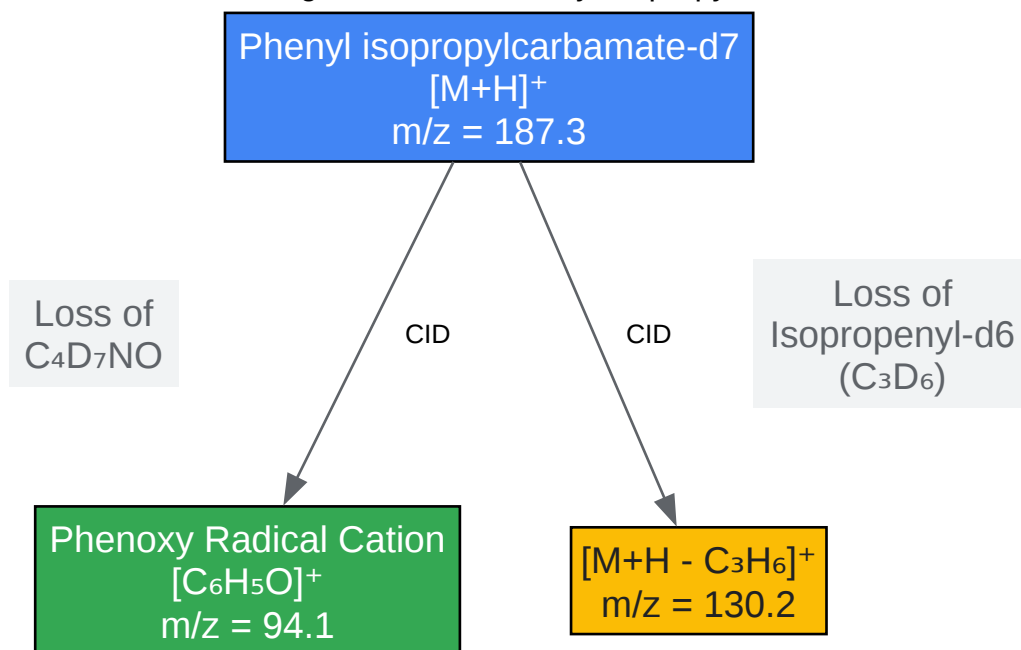 Phenyl isopropylcarbamate-d7
[M+H]⁺
m/z = 187.3
Loss of
C₄D₇NO
CID
CID
Loss of
Isopropenyl-d6
(C₃D₆)
Phenoxy Radical Cation
[C₆H₅O]⁺
m/z = 94.1
[M+H - C₃H₆]⁺
m/z = 130.2